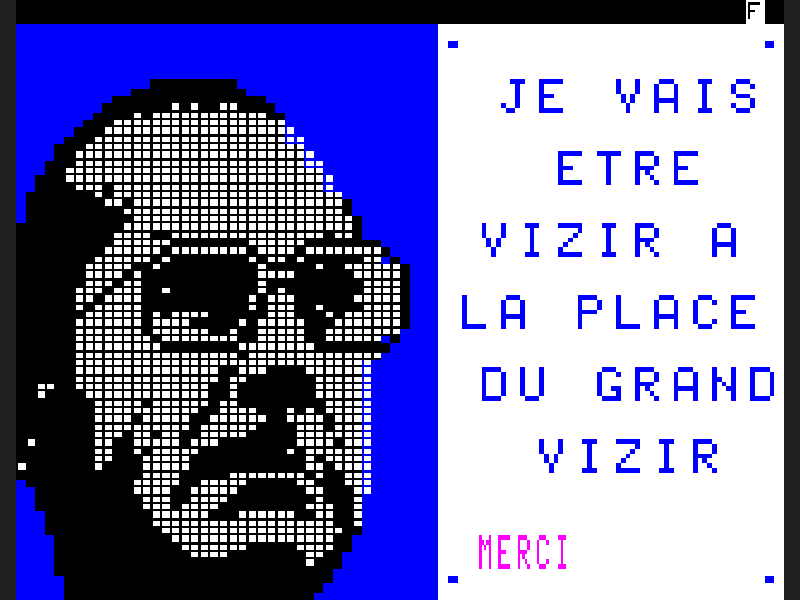 F
JE VAIS
ETRE
VIZIR A
LA PLACE
DU GRAND
VIZIR
MERCI